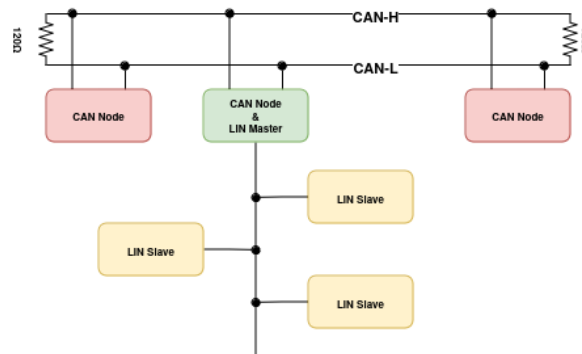 CAN-H
120Ω
CAN-L
CAN Node
CAN Node
&
LIN Master
CAN Node
LIN Slave
LIN Slave
LIN Slave